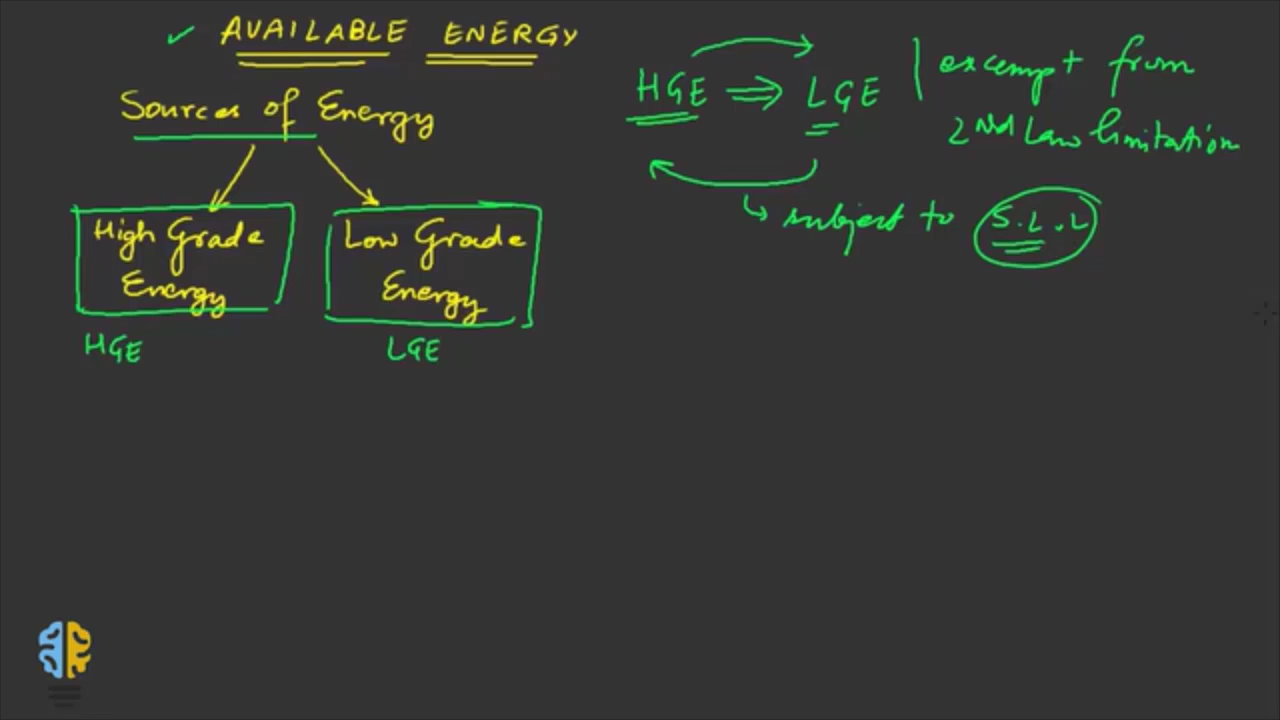 ✓ AVAILABLE ENERGY
Sources of Energy
High Grade
Energy
HGE
Low Grade
Energy
LGE
HGE ⇒ LGE | excempt from
2nd Law limitation
↳ subject to S.L.L